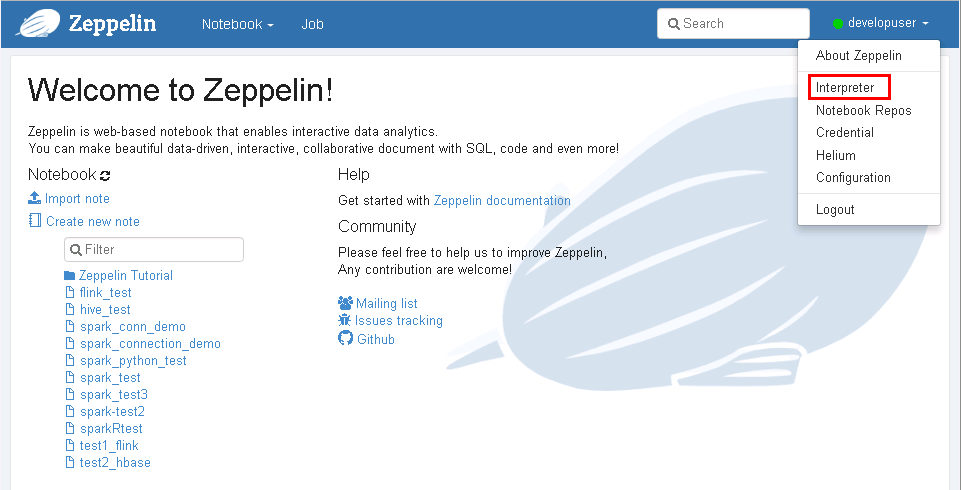 Zeppelin
Notebook
Job
Search
developuser
About Zeppelin
Interpreter
Notebook Repos
Credential
Helium
Configuration
Logout
Welcome to Zeppelin!
Zeppelin is web-based notebook that enables interactive data analytics.
You can make beautiful data-driven, interactive, collaborative document with SQL, code and even more!
Notebook
Import note
Create new note
Filter
Zeppelin Tutorial
flink_test
hive_test
spark_conn_demo
spark_connection_demo
spark_python_test
spark_test
spark_test3
spark-test2
sparkRtest
test1_flink
test2_hbase
Help
Get started with Zeppelin documentation
Community
Please feel free to help us to improve Zeppelin,
Any contribution are welcome!
Mailing list
Issues tracking
Github